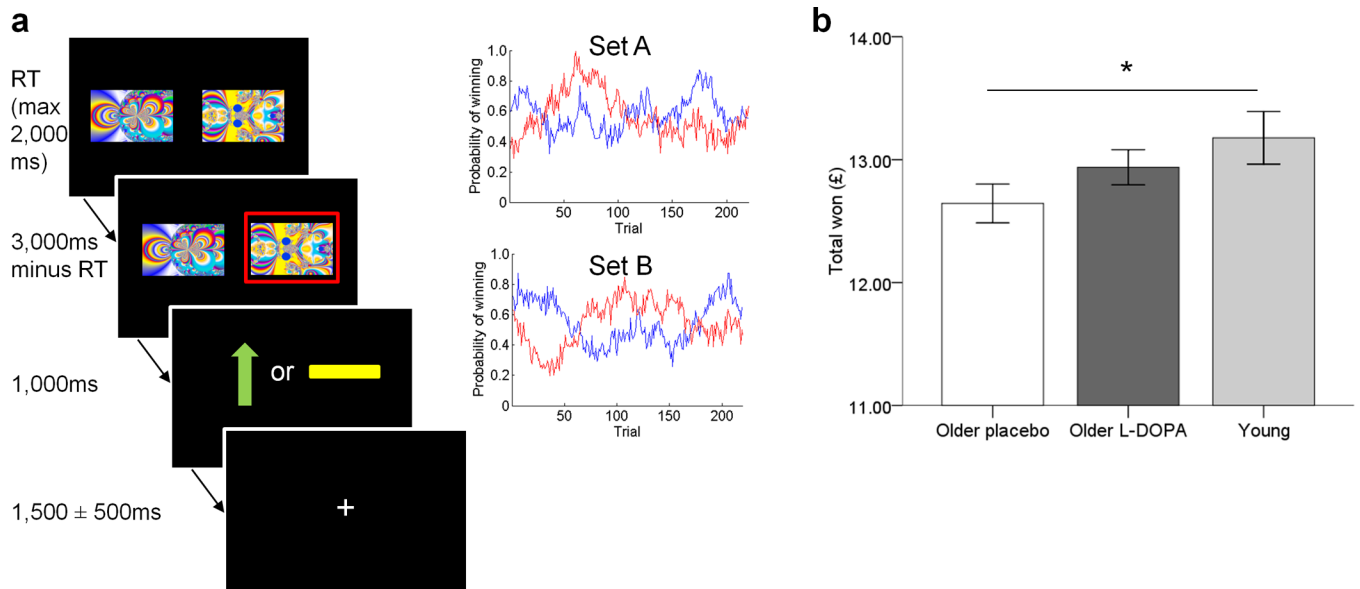 a
RT
(max
2,000
ms)
3,000ms
minus RT
or
1,000ms
+
1,500 ± 500ms
Set A
Probability of winning
1.0
0.8
0.6
0.4
0.2
0
50
100
150
200
Trial
Set B
Probability of winning
1
0.8
0.6
0.4
0.2
0
50
100
150
200
Trial
b
Total won (£)
14.00
13.00
12.00
11.00
*
Older placebo
Older L-DOPA
Young